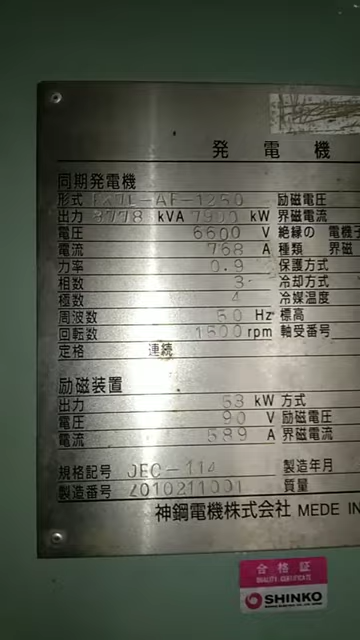 発電機
同期発電機
形式 -AF-1250 励磁電圧
出力 8778 kVA 7900 kW 界磁電流
電圧 6600 V 絶縁の 電機子
電流 768 A 種類 界磁
力率 0.9 保護方式
相数 3 冷却方式
極数 4 冷媒温度
周波数 50 Hz 標高
回転数 1500 rpm 軸受番号
定格 連続
励磁装置
出力 53 kW 方式
電圧 90 V 励磁電圧
電流 589 A 界磁電流
規格記号 JEC-114 製造年月
製造番号 質量
神鋼電機株式会社 MEDE IN
合格証
QUALITY CERTIFICATE
SHINKO